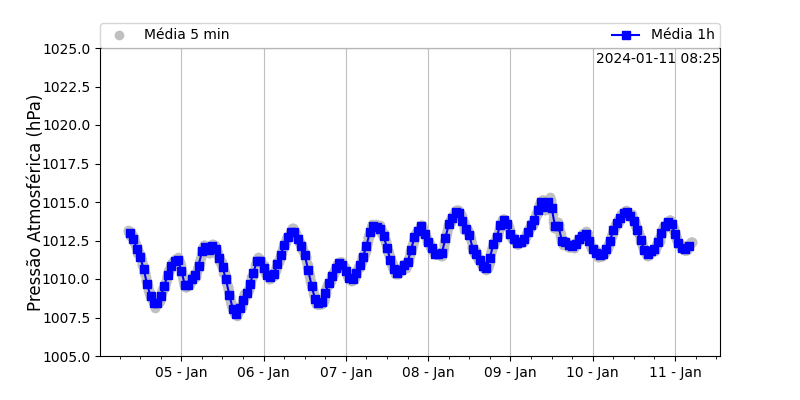 Média 5 min
Média 1h
2024-01-11 08:25
Pressão Atmosférica (hPa)
1025.0
1022.5
1020.0
1017.5
1015.0
1012.5
1010.0
1007.5
1005.0
05 - Jan
06 - Jan
07 - Jan
08 - Jan
09 - Jan
10 - Jan
11 - Jan